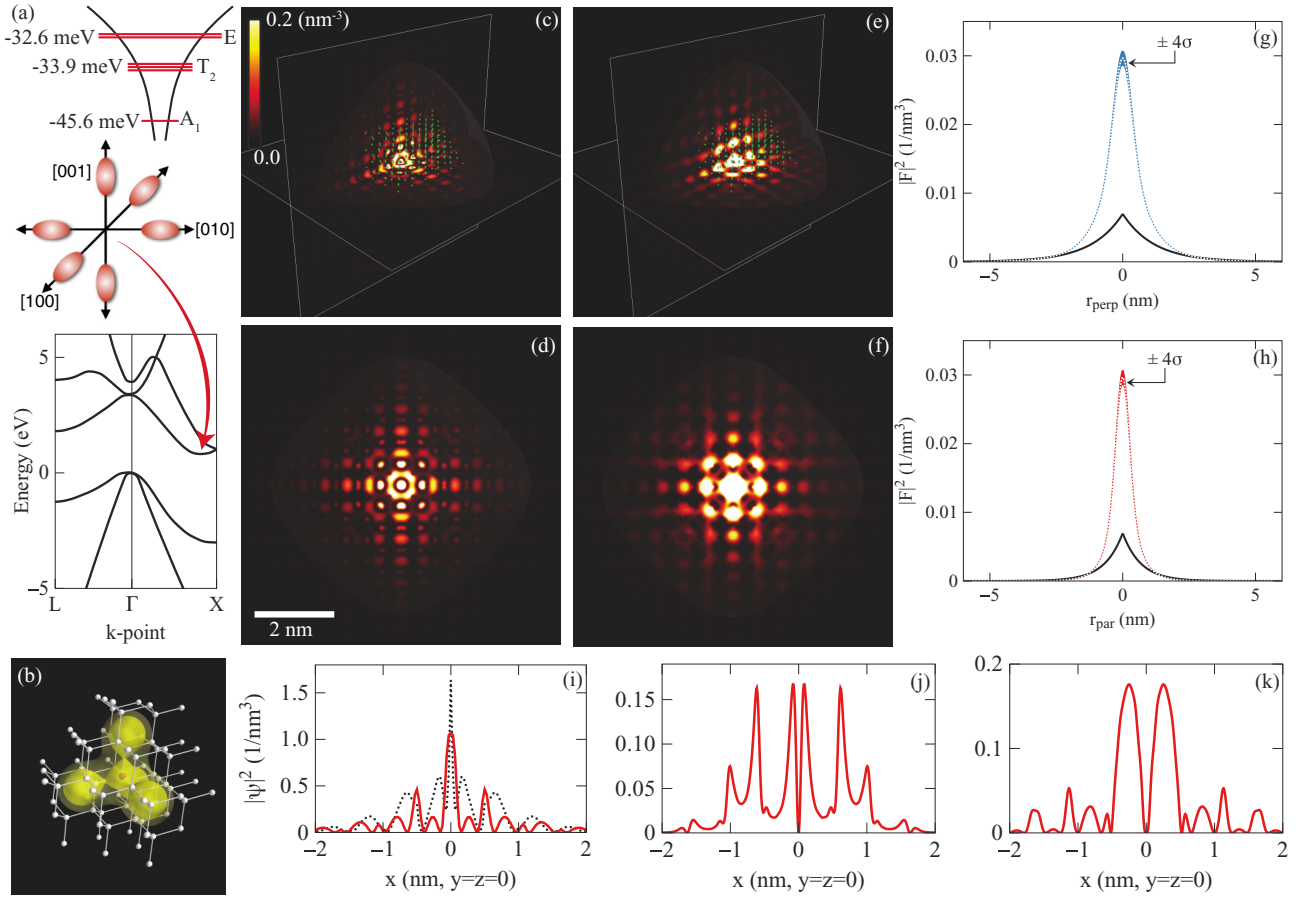 (a)
-32.6 meV
E
-33.9 meV
T2
-45.6 meV
A1
[001]
[010]
[100]
5
0
−5
Energy (eV)
L
Γ
X
k-point
(b)
0.2 (nm-3)
0.0
(c)
(d)
2 nm
(e)
(f)
(g)
± 4σ
0.03
0.02
0.01
0
|F|2 (1/nm3)
−5
0
5
rperp (nm)
(h)
± 4σ
0.03
0.02
0.01
0
|F|2 (1/nm3)
−5
0
5
rpar (nm)
(i)
1.5
1.0
0.5
0
|ψ|2 (1/nm3)
−2
−1
0
1
2
x (nm, y=z=0)
(j)
0.15
0.10
0.05
0
−2
−1
0
1
2
x (nm, y=z=0)
(k)
0.2
0.1
0
−2
−1
0
1
2
x (nm, y=z=0)